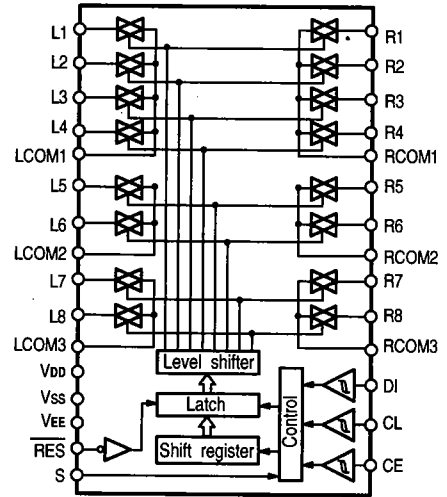 L1 R1
L2 R2
L3 R3
L4 R4
LCOM1 RCOM1
L5 R5
L6 R6
LCOM2 RCOM2
L7 R7
L8 R8
LCOM3 RCOM3
VDD Level shifter DI
VSS Latch Control CL
VEE
RES Shift register
S CE